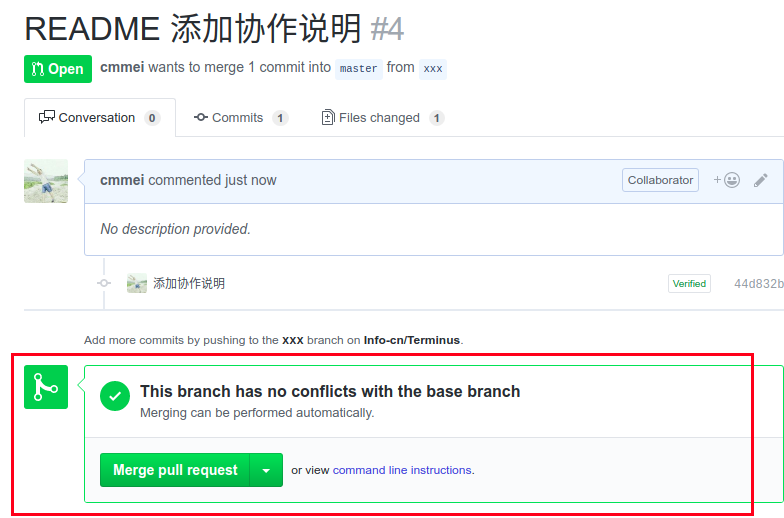 README 添加协作说明 #4
Open cmmei wants to merge 1 commit into master from xxx
Conversation 0 Commits 1 Files changed 1
cmmei commented just now Collaborator
No description provided.
添加协作说明 Verified 44d832b
Add more commits by pushing to the xxx branch on Info-cn/Terminus.
This branch has no conflicts with the base branch
Merging can be performed automatically.
Merge pull request or view command line instructions.